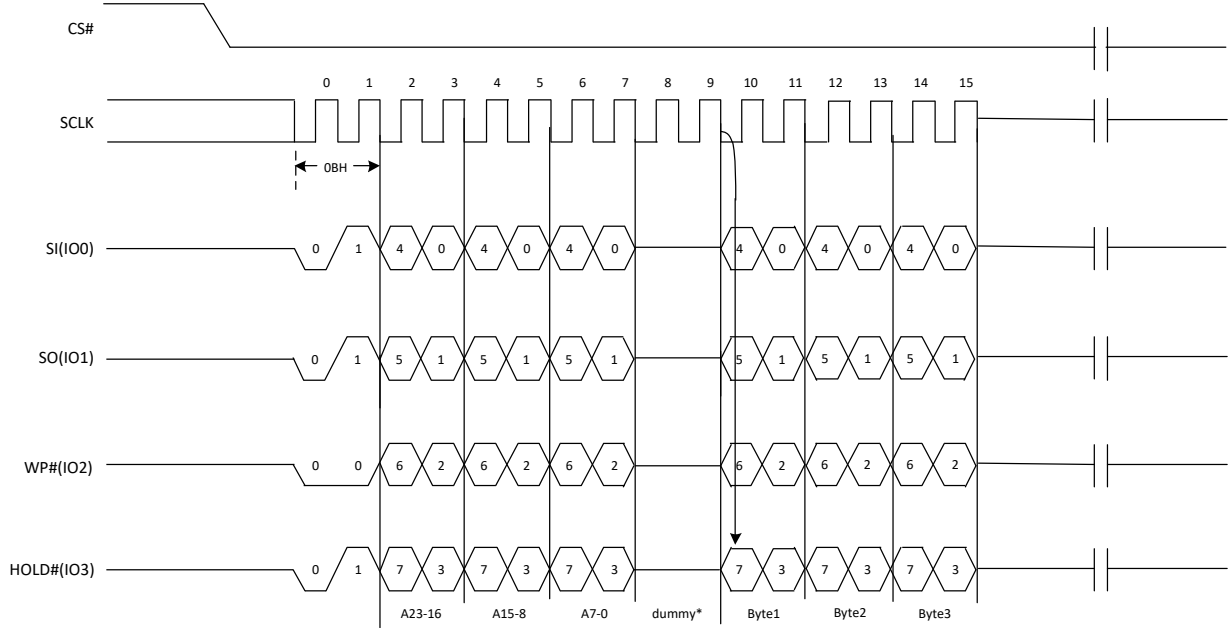 CS#
0 1 2 3 4 5 6 7 8 9 10 11 12 13 14 15
SCLK
0BH
SI(IO0) 0 1 4 0 4 0 4 0 4 0 4 0 4 0
SO(IO1) 0 1 5 1 5 1 5 1 5 1 5 1 5 1
WP#(IO2) 0 0 6 2 6 2 6 2 6 2 6 2 6 2
HOLD#(IO3) 0 1 7 3 7 3 7 3 7 3 7 3 7 3
A23-16 A15-8 A7-0 dummy* Byte1 Byte2 Byte3